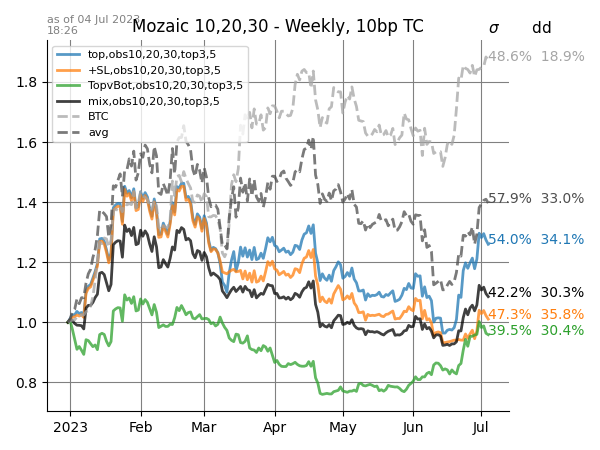 as of 04 Jul 2023
18:26
Mozaic 10,20,30 - Weekly, 10bp TC
σ dd
top,obs10,20,30,top3,5
+SL,obs10,20,30,top3,5
TopvBot,obs10,20,30,top3,5
mix,obs10,20,30,top3,5
BTC
avg
48.6% 18.9%
57.9% 33.0%
54.0% 34.1%
42.2% 30.3%
47.3% 35.8%
39.5% 30.4%
1.8
1.6
1.4
1.2
1.0
0.8
2023 Feb Mar Apr May Jun Jul